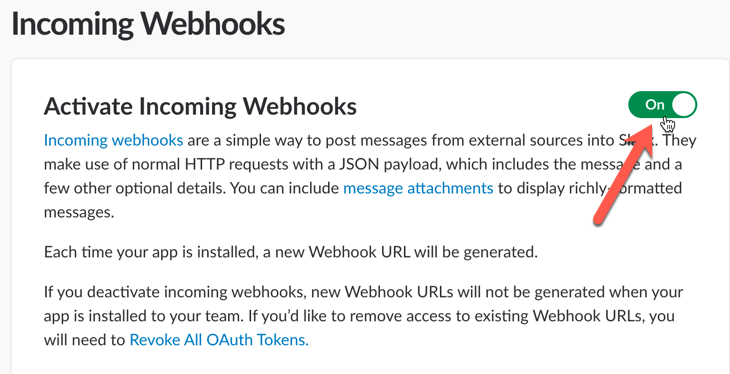 Incoming Webhooks
Activate Incoming Webhooks
On
Incoming webhooks are a simple way to post messages from external sources into Slack. They
make use of normal HTTP requests with a JSON payload, which includes the message and a
few other optional details. You can include message attachments to display richly-formatted
messages.
Each time your app is installed, a new Webhook URL will be generated.
If you deactivate incoming webhooks, new Webhook URLs will not be generated when your
app is installed to your team. If you’d like to remove access to existing Webhook URLs, you
will need to Revoke All OAuth Tokens.